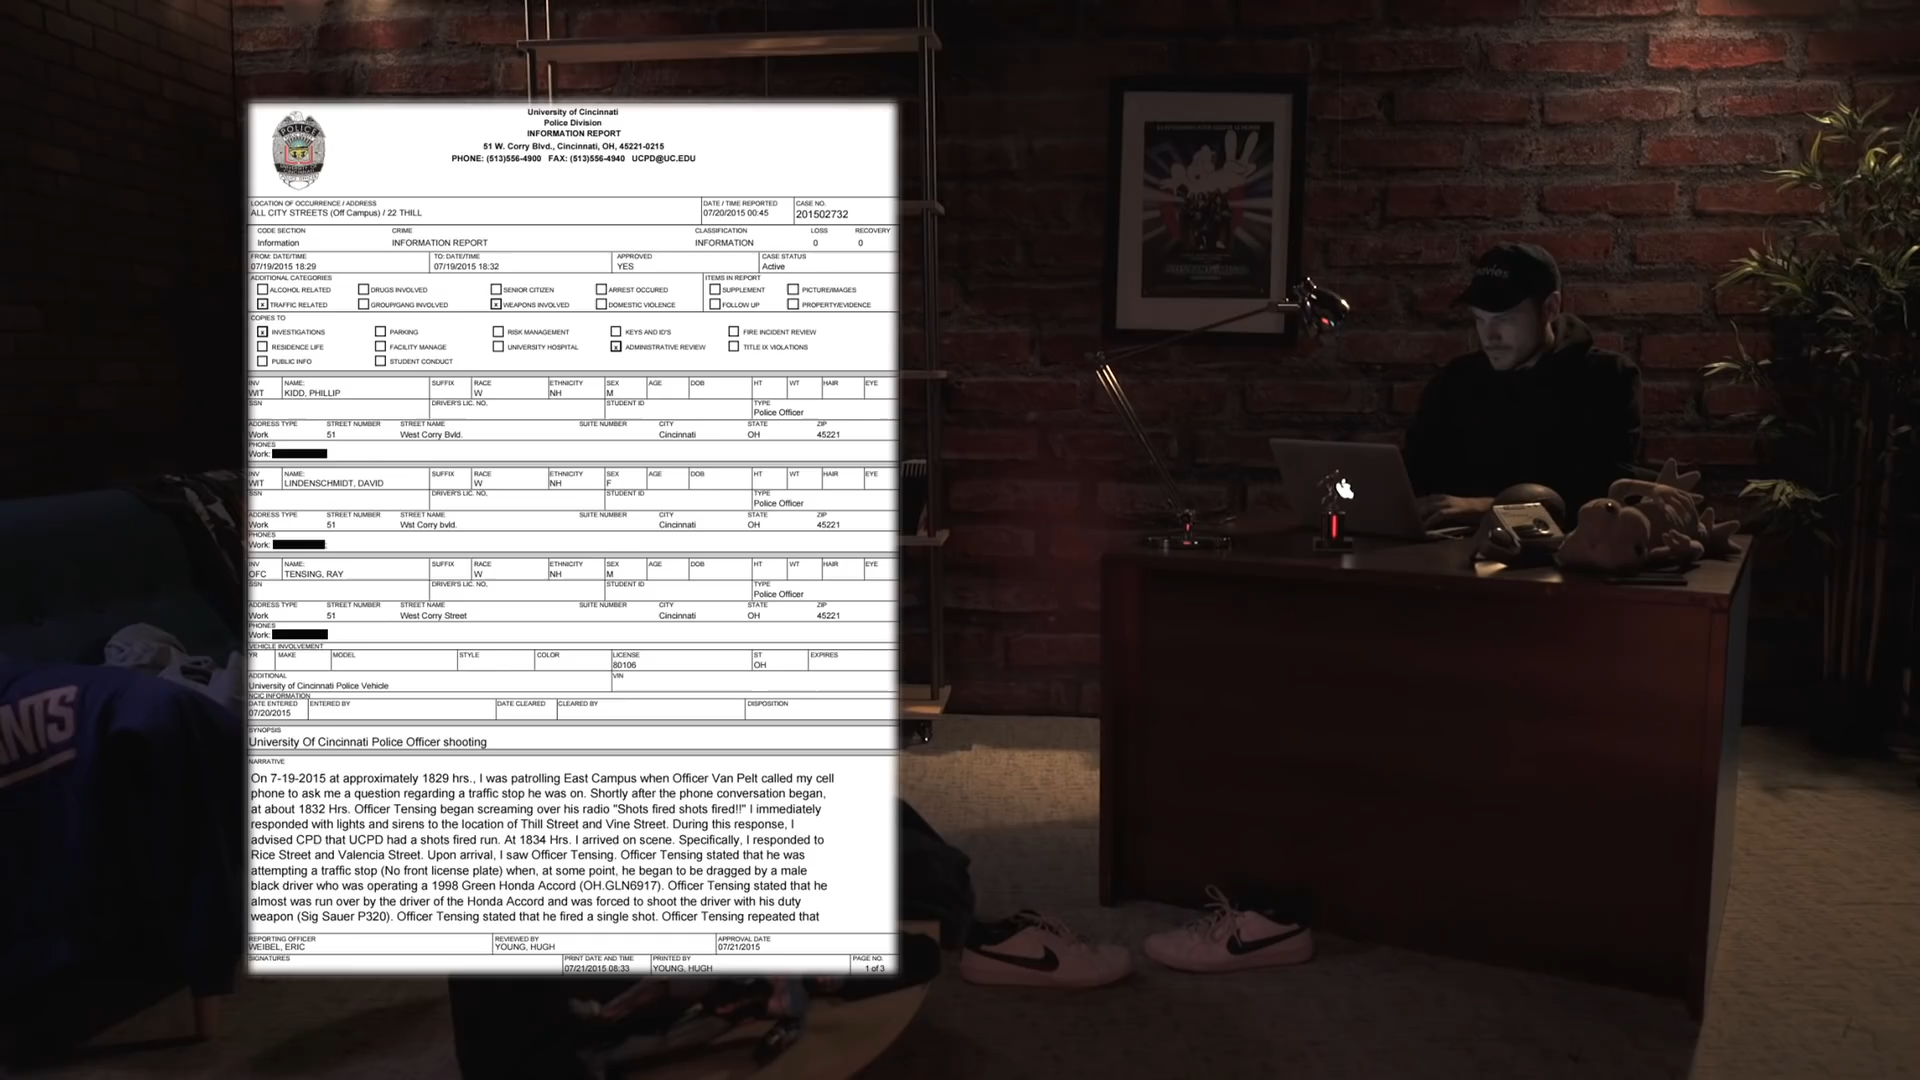 POLICE
University of Cincinnati
Police Division
INFORMATION REPORT
51 W. Corry Blvd., Cincinnati, OH, 45221-0215
PHONE: (513)556-4900 FAX: (513)556-4940 UCPD@UC.EDU
LOCATION OF OCCURRENCE / ADDRESS DATE / TIME REPORTED CASE NO.
ALL CITY STREETS (Off Campus) / 22 THILL 07/20/2015 00:45 201502732
CODE SECTION CRIME CLASSIFICATION LOSS RECOVERY
Information INFORMATION REPORT INFORMATION 0 0
FROM: DATE/TIME TO: DATE/TIME APPROVED CASE STATUS
07/19/2015 18:29 07/19/2015 18:32 YES Active
ADDITIONAL CATEGORIES ITEMS IN REPORT
ALCOHOL RELATED DRUGS INVOLVED SENIOR CITIZEN ARREST OCCURED SUPPLEMENT PICTURE/IMAGES
x TRAFFIC RELATED GROUP/GANG INVOLVED x WEAPONS INVOLVED DOMESTIC VIOLENCE FOLLOW UP PROPERTY/EVIDENCE
COPIES TO
x INVESTIGATIONS PARKING RISK MANAGEMENT KEYS AND ID'S FIRE INCIDENT REVIEW
RESIDENCE LIFE FACILITY MANAGE UNIVERSITY HOSPITAL x ADMINISTRATIVE REVIEW TITLE IX VIOLATIONS
PUBLIC INFO STUDENT CONDUCT
INV NAME: SUFFIX RACE ETHNICITY SEX AGE DOB HT WT HAIR EYE
WIT KIDD, PHILLIP W NH M
SSN DRIVER'S LIC. NO. STUDENT ID TYPE
Police Officer
ADDRESS TYPE STREET NUMBER STREET NAME SUITE NUMBER CITY STATE ZIP
Work 51 West Corry Bvld. Cincinnati OH 45221
PHONES
Work:
INV NAME: SUFFIX RACE ETHNICITY SEX AGE DOB HT WT HAIR EYE
WIT LINDENSCHMIDT, DAVID W NH F
SSN DRIVER'S LIC. NO. STUDENT ID TYPE
Police Officer
ADDRESS TYPE STREET NUMBER STREET NAME SUITE NUMBER CITY STATE ZIP
Work 51 Wst Corry bvld. Cincinnati OH 45221
PHONES
Work:
INV NAME: SUFFIX RACE ETHNICITY SEX AGE DOB HT WT HAIR EYE
OFC TENSING, RAY W NH M
SSN DRIVER'S LIC. NO. STUDENT ID TYPE
Police Officer
ADDRESS TYPE STREET NUMBER STREET NAME SUITE NUMBER CITY STATE ZIP
Work 51 West Corry Street Cincinnati OH 45221
PHONES
Work:
VEHICLE INVOLVEMENT
YR MAKE MODEL STYLE COLOR LICENSE ST EXPIRES
80106 OH
ADDITIONAL VIN
University of Cincinnati Police Vehicle
NCIC INFORMATION
DATE ENTERED ENTERED BY DATE CLEARED CLEARED BY DISPOSITION
07/20/2015
SYNOPSIS
University Of Cincinnati Police Officer shooting
NARRATIVE
On 7-19-2015 at approximately 1829 hrs., I was patrolling East Campus when Officer Van Pelt called my cell
phone to ask me a question regarding a traffic stop he was on. Shortly after the phone conversation began,
at about 1832 Hrs. Officer Tensing began screaming over his radio "Shots fired shots fired!!" I immediately
responded with lights and sirens to the location of Thill Street and Vine Street. During this response, I
advised CPD that UCPD had a shots fired run. At 1834 Hrs. I arrived on scene. Specifically, I responded to
Rice Street and Valencia Street. Upon arrival, I saw Officer Tensing. Officer Tensing stated that he was
attempting a traffic stop (No front license plate) when, at some point, he began to be dragged by a male
black driver who was operating a 1998 Green Honda Accord (OH.GLN6917). Officer Tensing stated that he
almost was run over by the driver of the Honda Accord and was forced to shoot the driver with his duty
weapon (Sig Sauer P320). Officer Tensing stated that he fired a single shot. Officer Tensing repeated that
REPORTING OFFICER REVIEWED BY APPROVAL DATE
WEIBEL, ERIC YOUNG, HUGH 07/21/2015
SIGNATURES PRINT DATE AND TIME PRINTED BY PAGE NO.
07/21/2015 08:33 YOUNG, HUGH 1 of 3
ANTS